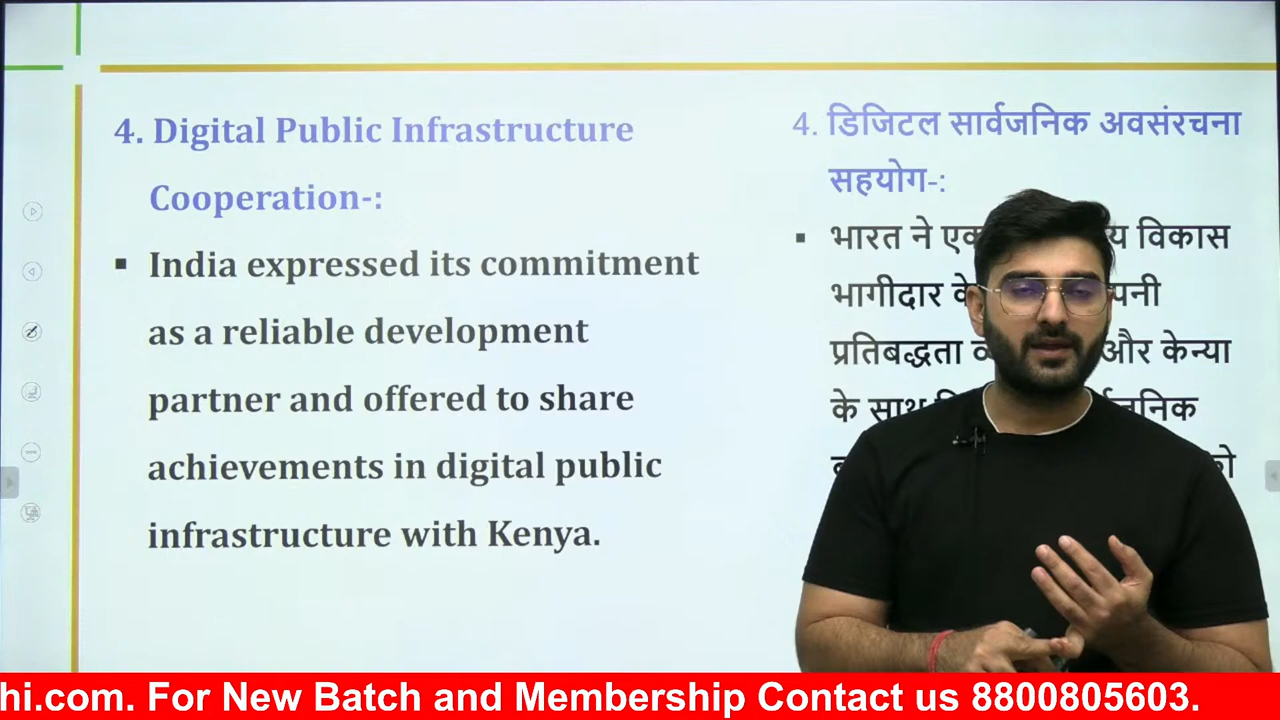 4. Digital Public Infrastructure
Cooperation-:
▪ India expressed its commitment
as a reliable development
partner and offered to share
achievements in digital public
infrastructure with Kenya.
4. डिजिटल सार्वजनिक अवसंरचना
सहयोग-:
▪ भारत ने विकास
भागीदार
प्रतिबद्धता और केन्या
के साथ
hi.com. For New Batch and Membership Contact us 8800805603.